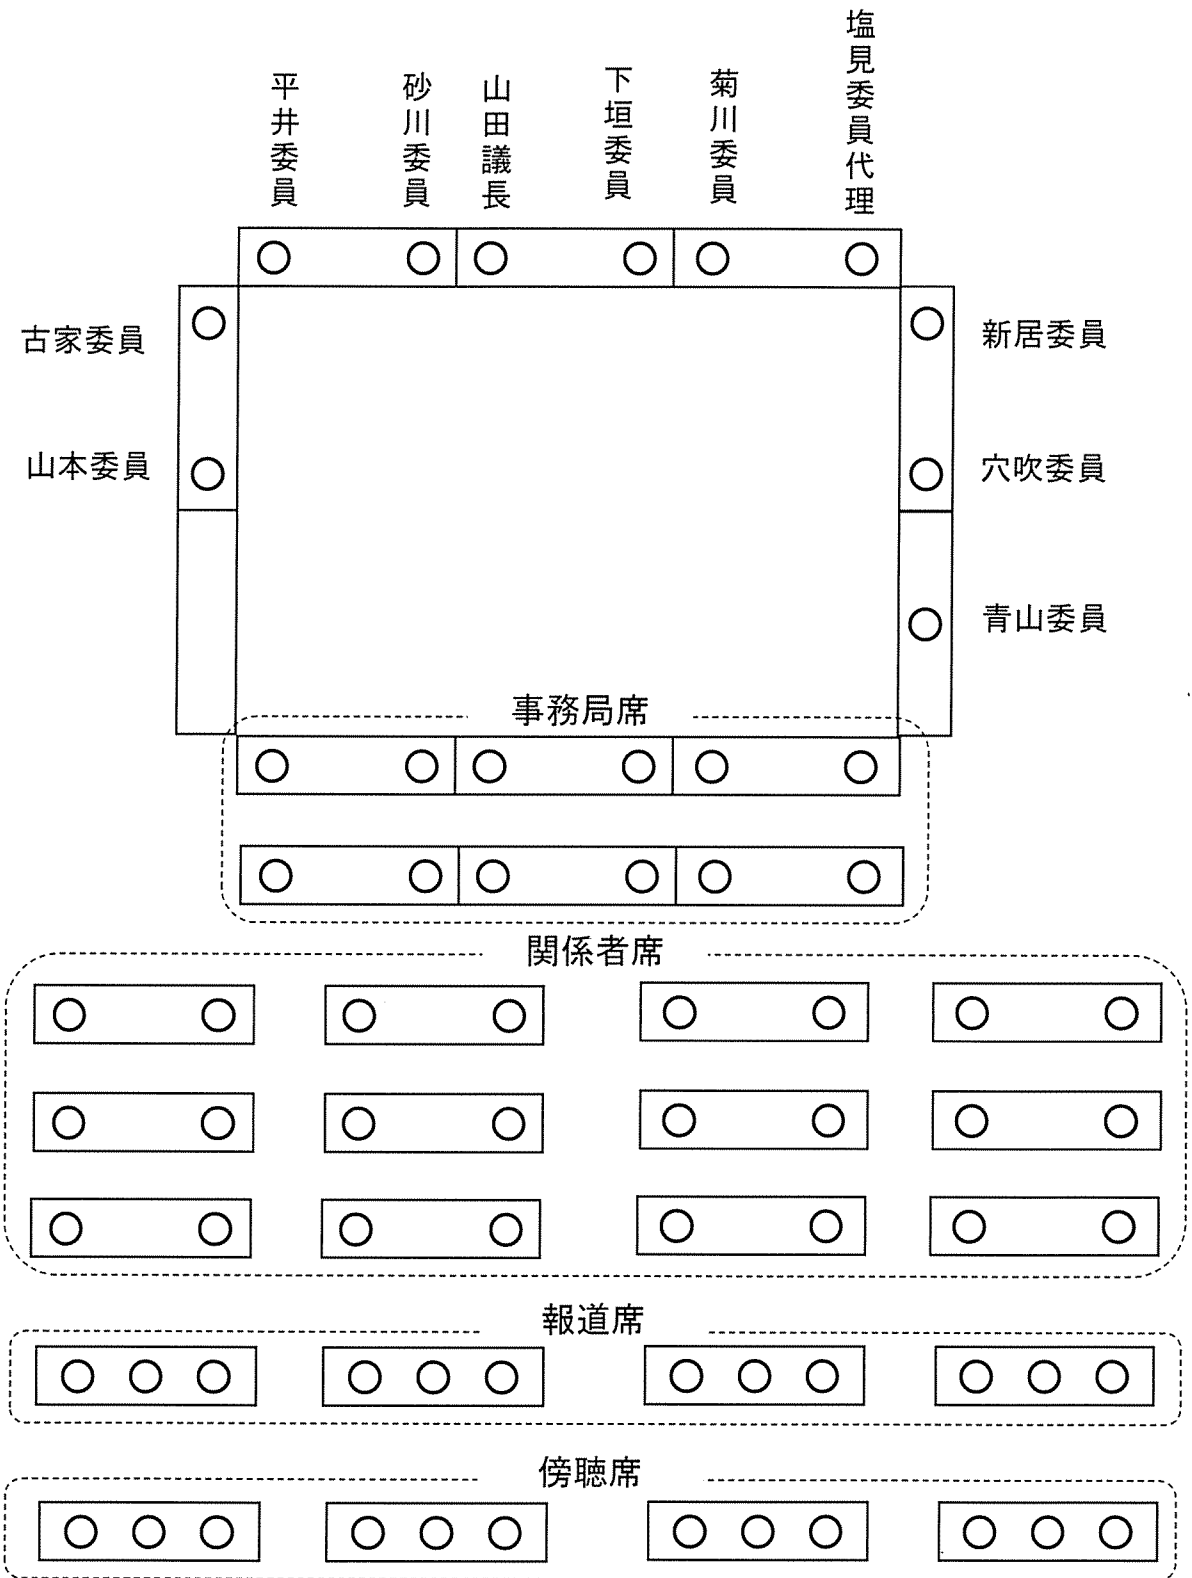 平井委員
砂川委員
山田議長
下垣委員
菊川委員
塩見委員代理
古家委員
新居委員
山本委員
穴吹委員
青山委員
事務局席
関係者席
報道席
傍聴席